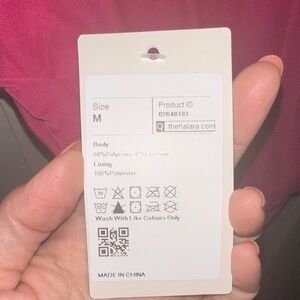 Size
M
Product ID
02648181
thehalara.com
Body
Lining
100%Polyester
Wash With Like Colours Only
MADE IN CHINA